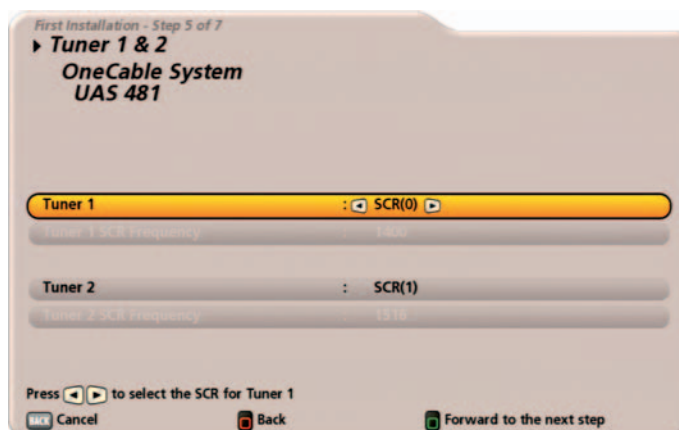 First Installation - Step 5 of 7
Tuner 1 & 2
OneCable System
UAS 481
Tuner 1 : SCR(0)
Tuner 1 SCR Frequency : 1400
Tuner 2 : SCR(1)
Tuner 2 SCR Frequency : 1516
Press to select the SCR for Tuner 1
BACK Cancel Back Forward to the next step